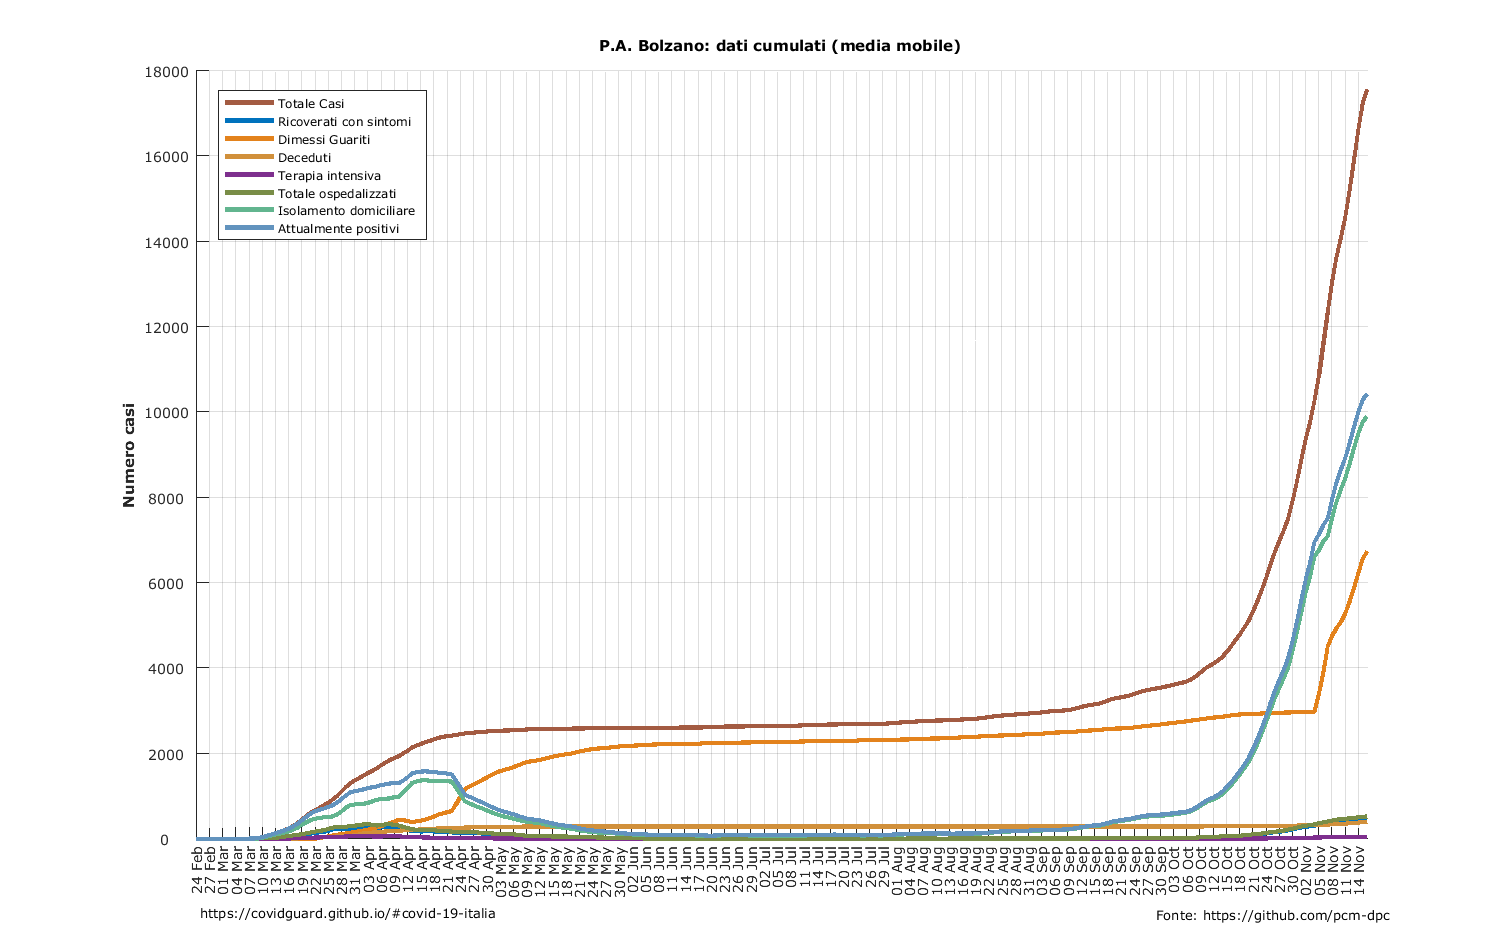 P.A. Bolzano: dati cumulati (media mobile)
Numero casi
18000
16000
14000
12000
10000
8000
6000
4000
2000
0
Totale Casi
Ricoverati con sintomi
Dimessi Guariti
Deceduti
Terapia intensiva
Totale ospedalizzati
Isolamento domiciliare
Attualmente positivi
24 Feb
27 Feb
01 Mar
04 Mar
07 Mar
10 Mar
13 Mar
16 Mar
19 Mar
22 Mar
25 Mar
28 Mar
31 Mar
03 Apr
06 Apr
09 Apr
12 Apr
15 Apr
18 Apr
21 Apr
24 Apr
27 Apr
30 Apr
03 May
06 May
09 May
12 May
15 May
18 May
21 May
24 May
27 May
30 May
02 Jun
05 Jun
08 Jun
11 Jun
14 Jun
17 Jun
20 Jun
23 Jun
26 Jun
29 Jun
02 Jul
05 Jul
08 Jul
11 Jul
14 Jul
17 Jul
20 Jul
23 Jul
26 Jul
29 Jul
01 Aug
04 Aug
07 Aug
10 Aug
13 Aug
16 Aug
19 Aug
22 Aug
25 Aug
28 Aug
31 Aug
03 Sep
06 Sep
09 Sep
12 Sep
15 Sep
18 Sep
21 Sep
24 Sep
27 Sep
30 Sep
03 Oct
06 Oct
09 Oct
12 Oct
15 Oct
18 Oct
21 Oct
24 Oct
27 Oct
30 Oct
02 Nov
05 Nov
08 Nov
11 Nov
14 Nov
https://covidguard.github.io/#covid-19-italia
Fonte: https://github.com/pcm-dpc